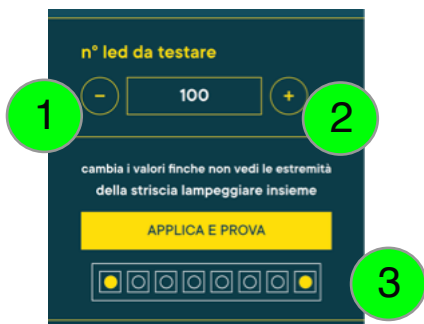 n° led da testare
1 − 100 + 2
cambia i valori finche non vedi le estremità
della striscia lampeggiare insieme
APPLICA E PROVA
3